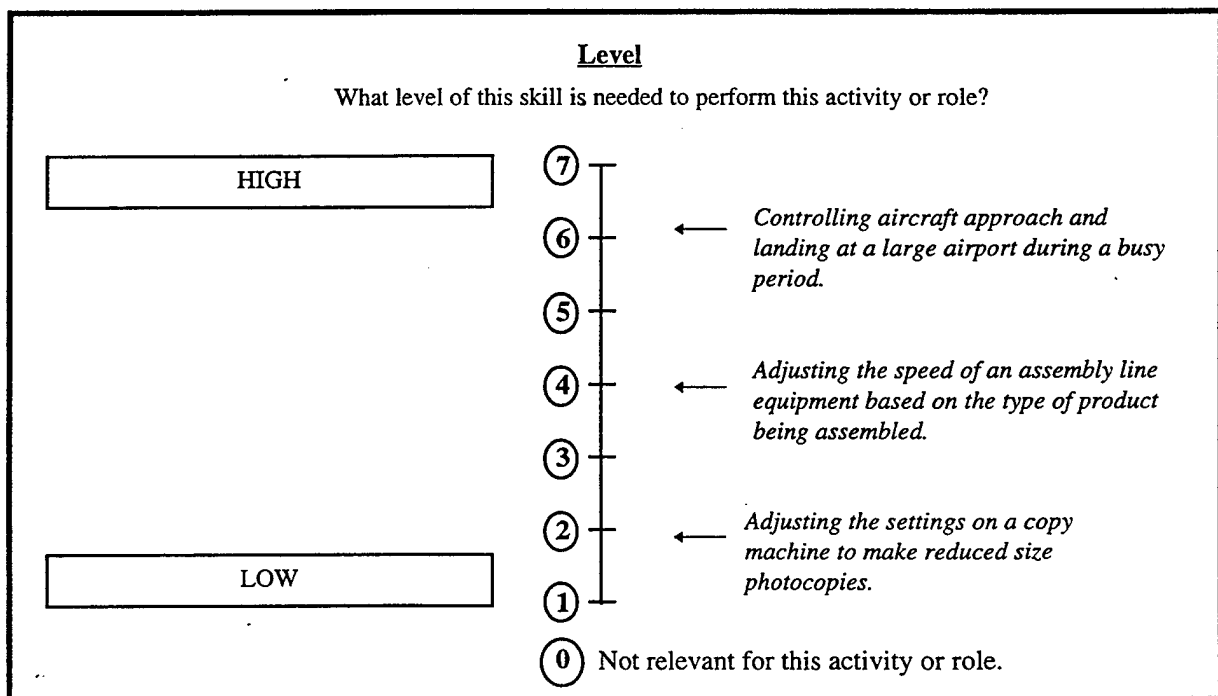 Level
What level of this skill is needed to perform this activity or role?
HIGH
7
6
Controlling aircraft approach and
landing at a large airport during a busy
period.
5
4
Adjusting the speed of an assembly line
equipment based on the type of product
being assembled.
3
2
Adjusting the settings on a copy
machine to make reduced size
photocopies.
LOW
1
0 Not relevant for this activity or role.